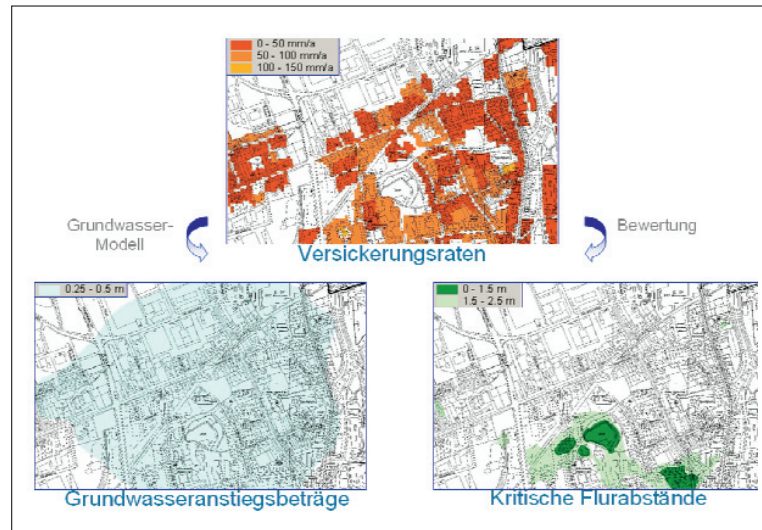 0 - 50 mm/a
50 - 100 mm/a
100 - 150 mm/a
Grundwasser-
Modell
Bewertung
Versickerungsraten
0.25 - 0.5 m
0 - 1.5 m
1.5 - 2.5 m
Grundwasseranstiegsbeträge
Kritische Flurabstände